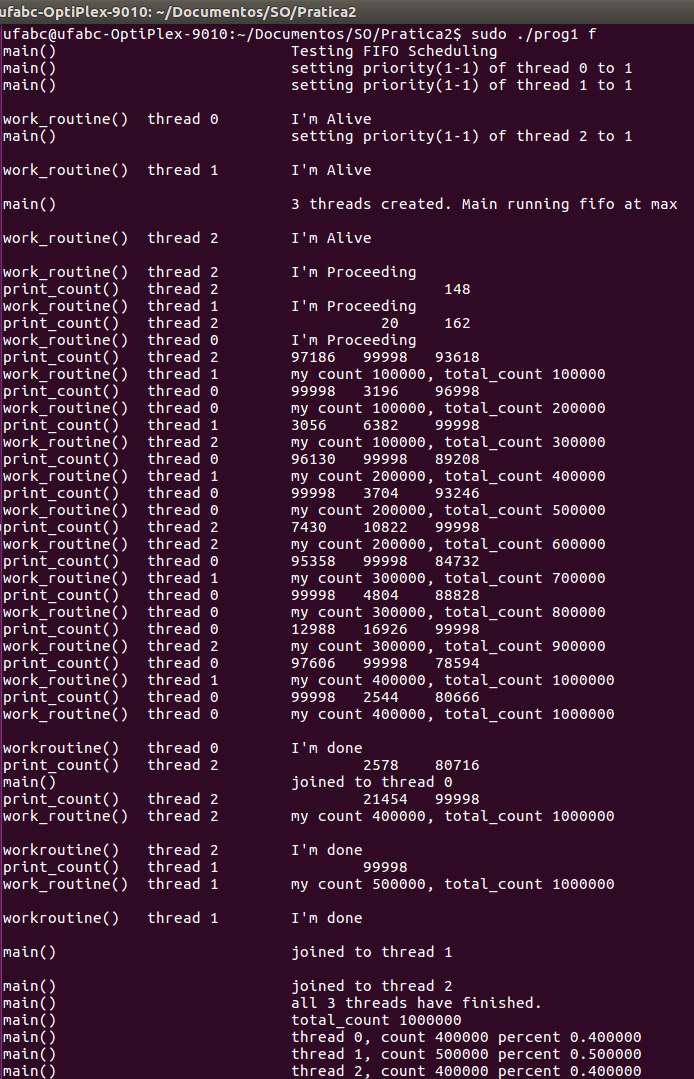 ufabc@ufabc-OptiPlex-9010: ~/Documentos/SO/Pratica2
ufabc@ufabc-OptiPlex-9010:~/Documentos/SO/Pratica2$ sudo ./prog1 f
main() Testing FIFO Scheduling
main() setting priority(1-1) of thread 0 to 1
main() setting priority(1-1) of thread 1 to 1
work_routine() thread 0 I'm Alive
main() setting priority(1-1) of thread 2 to 1
work_routine() thread 1 I'm Alive
main() 3 threads created. Main running fifo at max
work_routine() thread 2 I'm Alive
work_routine() thread 2 I'm Proceeding
print_count() thread 2 148
work_routine() thread 1 I'm Proceeding
print_count() thread 2 20 162
work_routine() thread 0 I'm Proceeding
print_count() thread 2 97186 99998 93618
work_routine() thread 1 my count 100000, total_count 100000
print_count() thread 0 99998 3196 96998
work_routine() thread 0 my count 100000, total_count 200000
print_count() thread 1 3056 6382 99998
work_routine() thread 2 my count 100000, total_count 300000
print_count() thread 0 96130 99998 89208
work_routine() thread 1 my count 200000, total_count 400000
print_count() thread 0 99998 3704 93246
work_routine() thread 0 my count 200000, total_count 500000
print_count() thread 2 7430 10822 99998
work_routine() thread 2 my count 200000, total_count 600000
print_count() thread 0 95358 99998 84732
work_routine() thread 1 my count 300000, total_count 700000
print_count() thread 0 99998 4804 88828
work_routine() thread 0 my count 300000, total_count 800000
print_count() thread 0 12988 16926 99998
work_routine() thread 2 my count 300000, total_count 900000
print_count() thread 0 97606 99998 78594
work_routine() thread 1 my count 400000, total_count 1000000
print_count() thread 0 99998 2544 80666
work_routine() thread 0 my count 400000, total_count 1000000
workroutine() thread 0 I'm done
print_count() thread 2 2578 80716
main() joined to thread 0
print_count() thread 2 21454 99998
work_routine() thread 2 my count 400000, total_count 1000000
workroutine() thread 2 I'm done
print_count() thread 1 99998
work_routine() thread 1 my count 500000, total_count 1000000
workroutine() thread 1 I'm done
main() joined to thread 1
main() joined to thread 2
main() all 3 threads have finished.
main() total_count 1000000
main() thread 0, count 400000 percent 0.400000
main() thread 1, count 500000 percent 0.500000
main() thread 2, count 400000 percent 0.400000